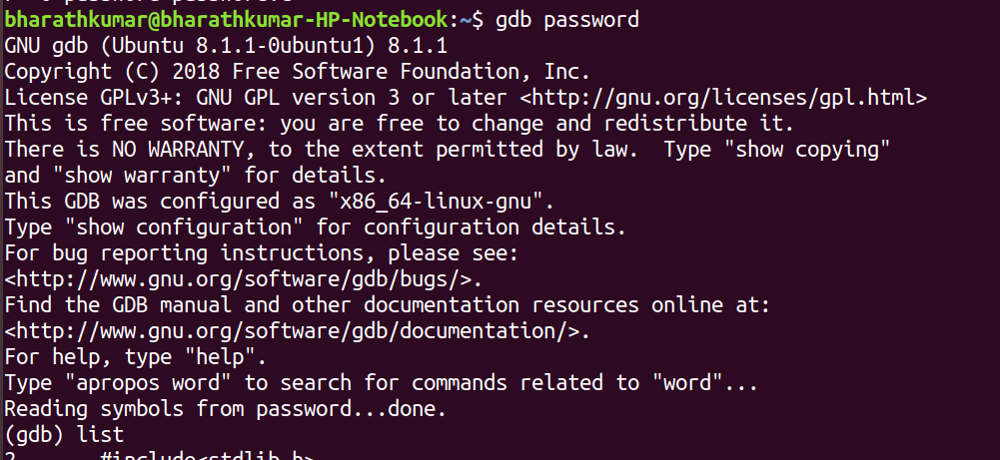 bharathkumar@bharathkumar-HP-Notebook:~$ gdb password
GNU gdb (Ubuntu 8.1.1-0ubuntu1) 8.1.1
Copyright (C) 2018 Free Software Foundation, Inc.
License GPLv3+: GNU GPL version 3 or later <http://gnu.org/licenses/gpl.html>
This is free software: you are free to change and redistribute it.
There is NO WARRANTY, to the extent permitted by law.  Type "show copying"
and "show warranty" for details.
This GDB was configured as "x86_64-linux-gnu".
Type "show configuration" for configuration details.
For bug reporting instructions, please see:
<http://www.gnu.org/software/gdb/bugs/>.
Find the GDB manual and other documentation resources online at:
<http://www.gnu.org/software/gdb/documentation/>.
For help, type "help".
Type "apropos word" to search for commands related to "word"...
Reading symbols from password...done.
(gdb) list
2       #include<stdlib.h>